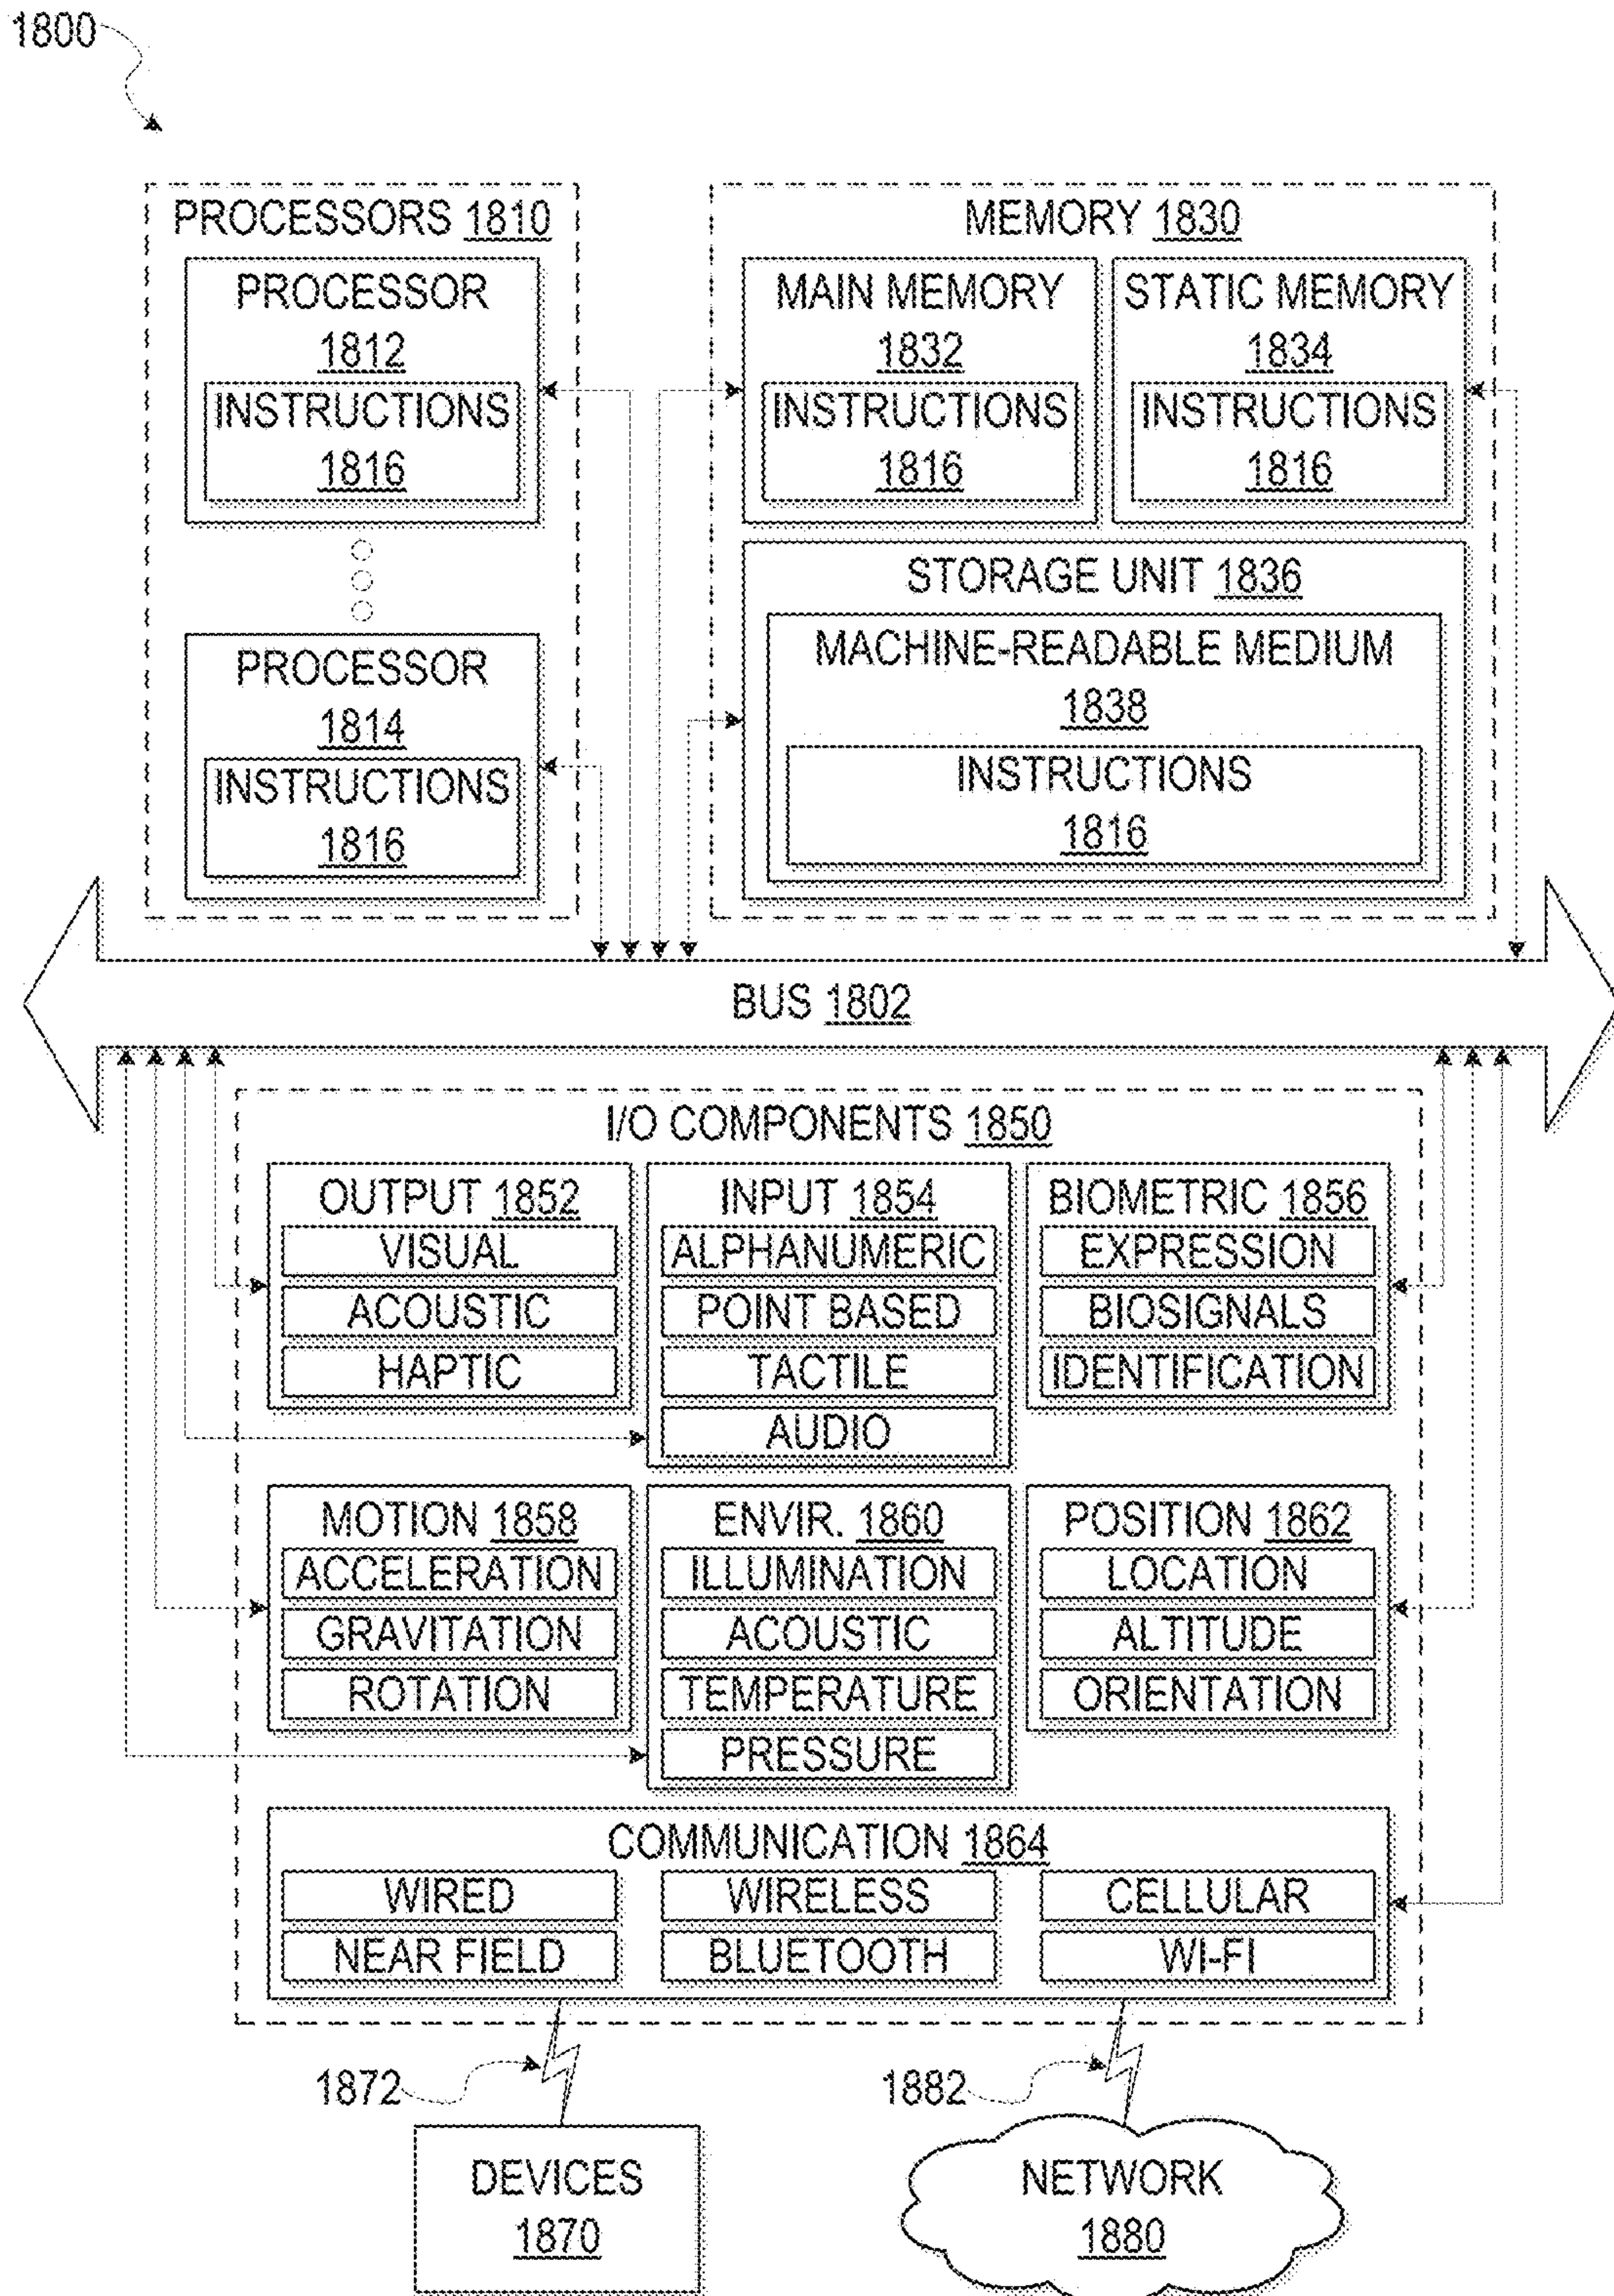 1800
PROCESSORS 1810
PROCESSOR
1812
INSTRUCTIONS
1816
PROCESSOR
1814
INSTRUCTIONS
1816
MEMORY 1830
MAIN MEMORY
1832
INSTRUCTIONS
1816
STATIC MEMORY
1834
INSTRUCTIONS
1816
STORAGE UNIT 1836
MACHINE-READABLE MEDIUM
1838
INSTRUCTIONS
1816
BUS 1802
I/O COMPONENTS 1850
OUTPUT 1852
VISUAL
ACOUSTIC
HAPTIC
INPUT 1854
ALPHANUMERIC
POINT BASED
TACTILE
AUDIO
BIOMETRIC 1856
EXPRESSION
BIOSIGNALS
IDENTIFICATION
MOTION 1858
ACCELERATION
GRAVITATION
ROTATION
ENVIR. 1860
ILLUMINATION
ACOUSTIC
TEMPERATURE
PRESSURE
POSITION 1862
LOCATION
ALTITUDE
ORIENTATION
COMMUNICATION 1864
WIRED
WIRELESS
CELLULAR
NEAR FIELD
BLUETOOTH
WI-FI
1872
1882
DEVICES
1870
NETWORK
1880